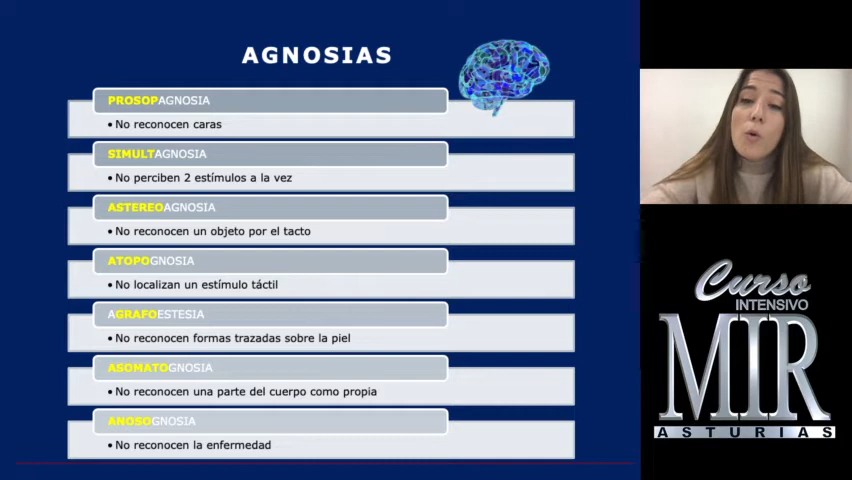 AGNOSIAS
PROSOPAGNOSIA
• No reconocen caras
SIMULTAGNOSIA
• No perciben 2 estímulos a la vez
ASTEREOAGNOSIA
• No reconocen un objeto por el tacto
ATOPOGNOSIA
• No localizan un estímulo táctil
AGRAFOESTESIA
• No reconocen formas trazadas sobre la piel
ASOMATOGNOSIA
• No reconocen una parte del cuerpo como propia
ANOSOGNOSIA
• No reconocen la enfermedad
Curso
INTENSIVO
MIR
ASTURIAS